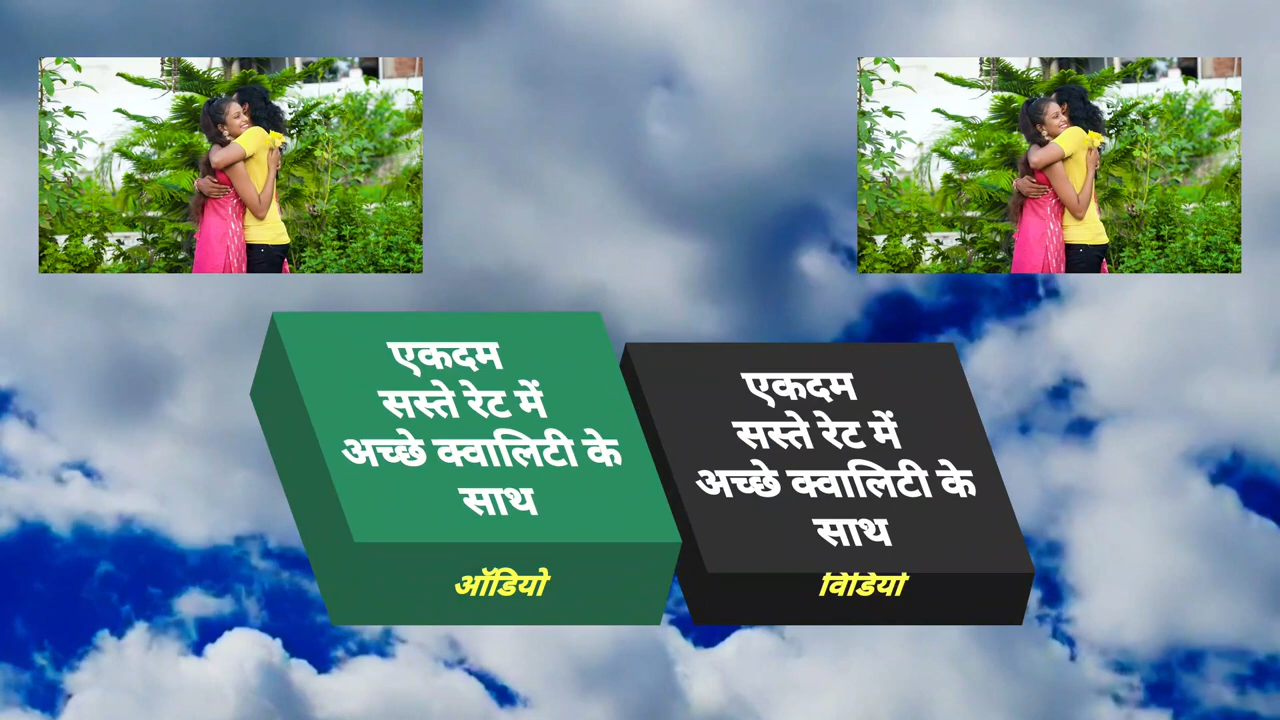 एकदम
सस्ते रेट में
अच्छे क्वालिटी के
साथ
ऑडियो
एकदम
सस्ते रेट में
अच्छे क्वालिटी के
साथ
विडियो